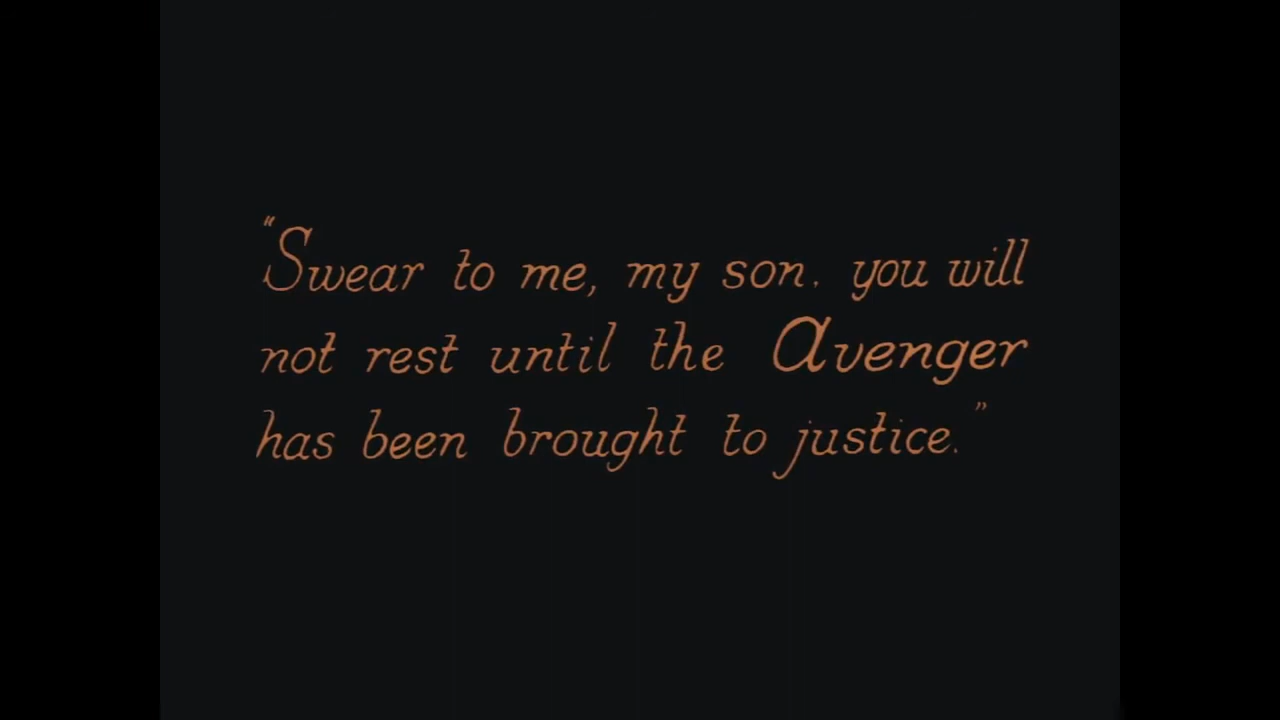 "Swear to me, my son. you will
not rest until the Avenger
has been brought to justice."